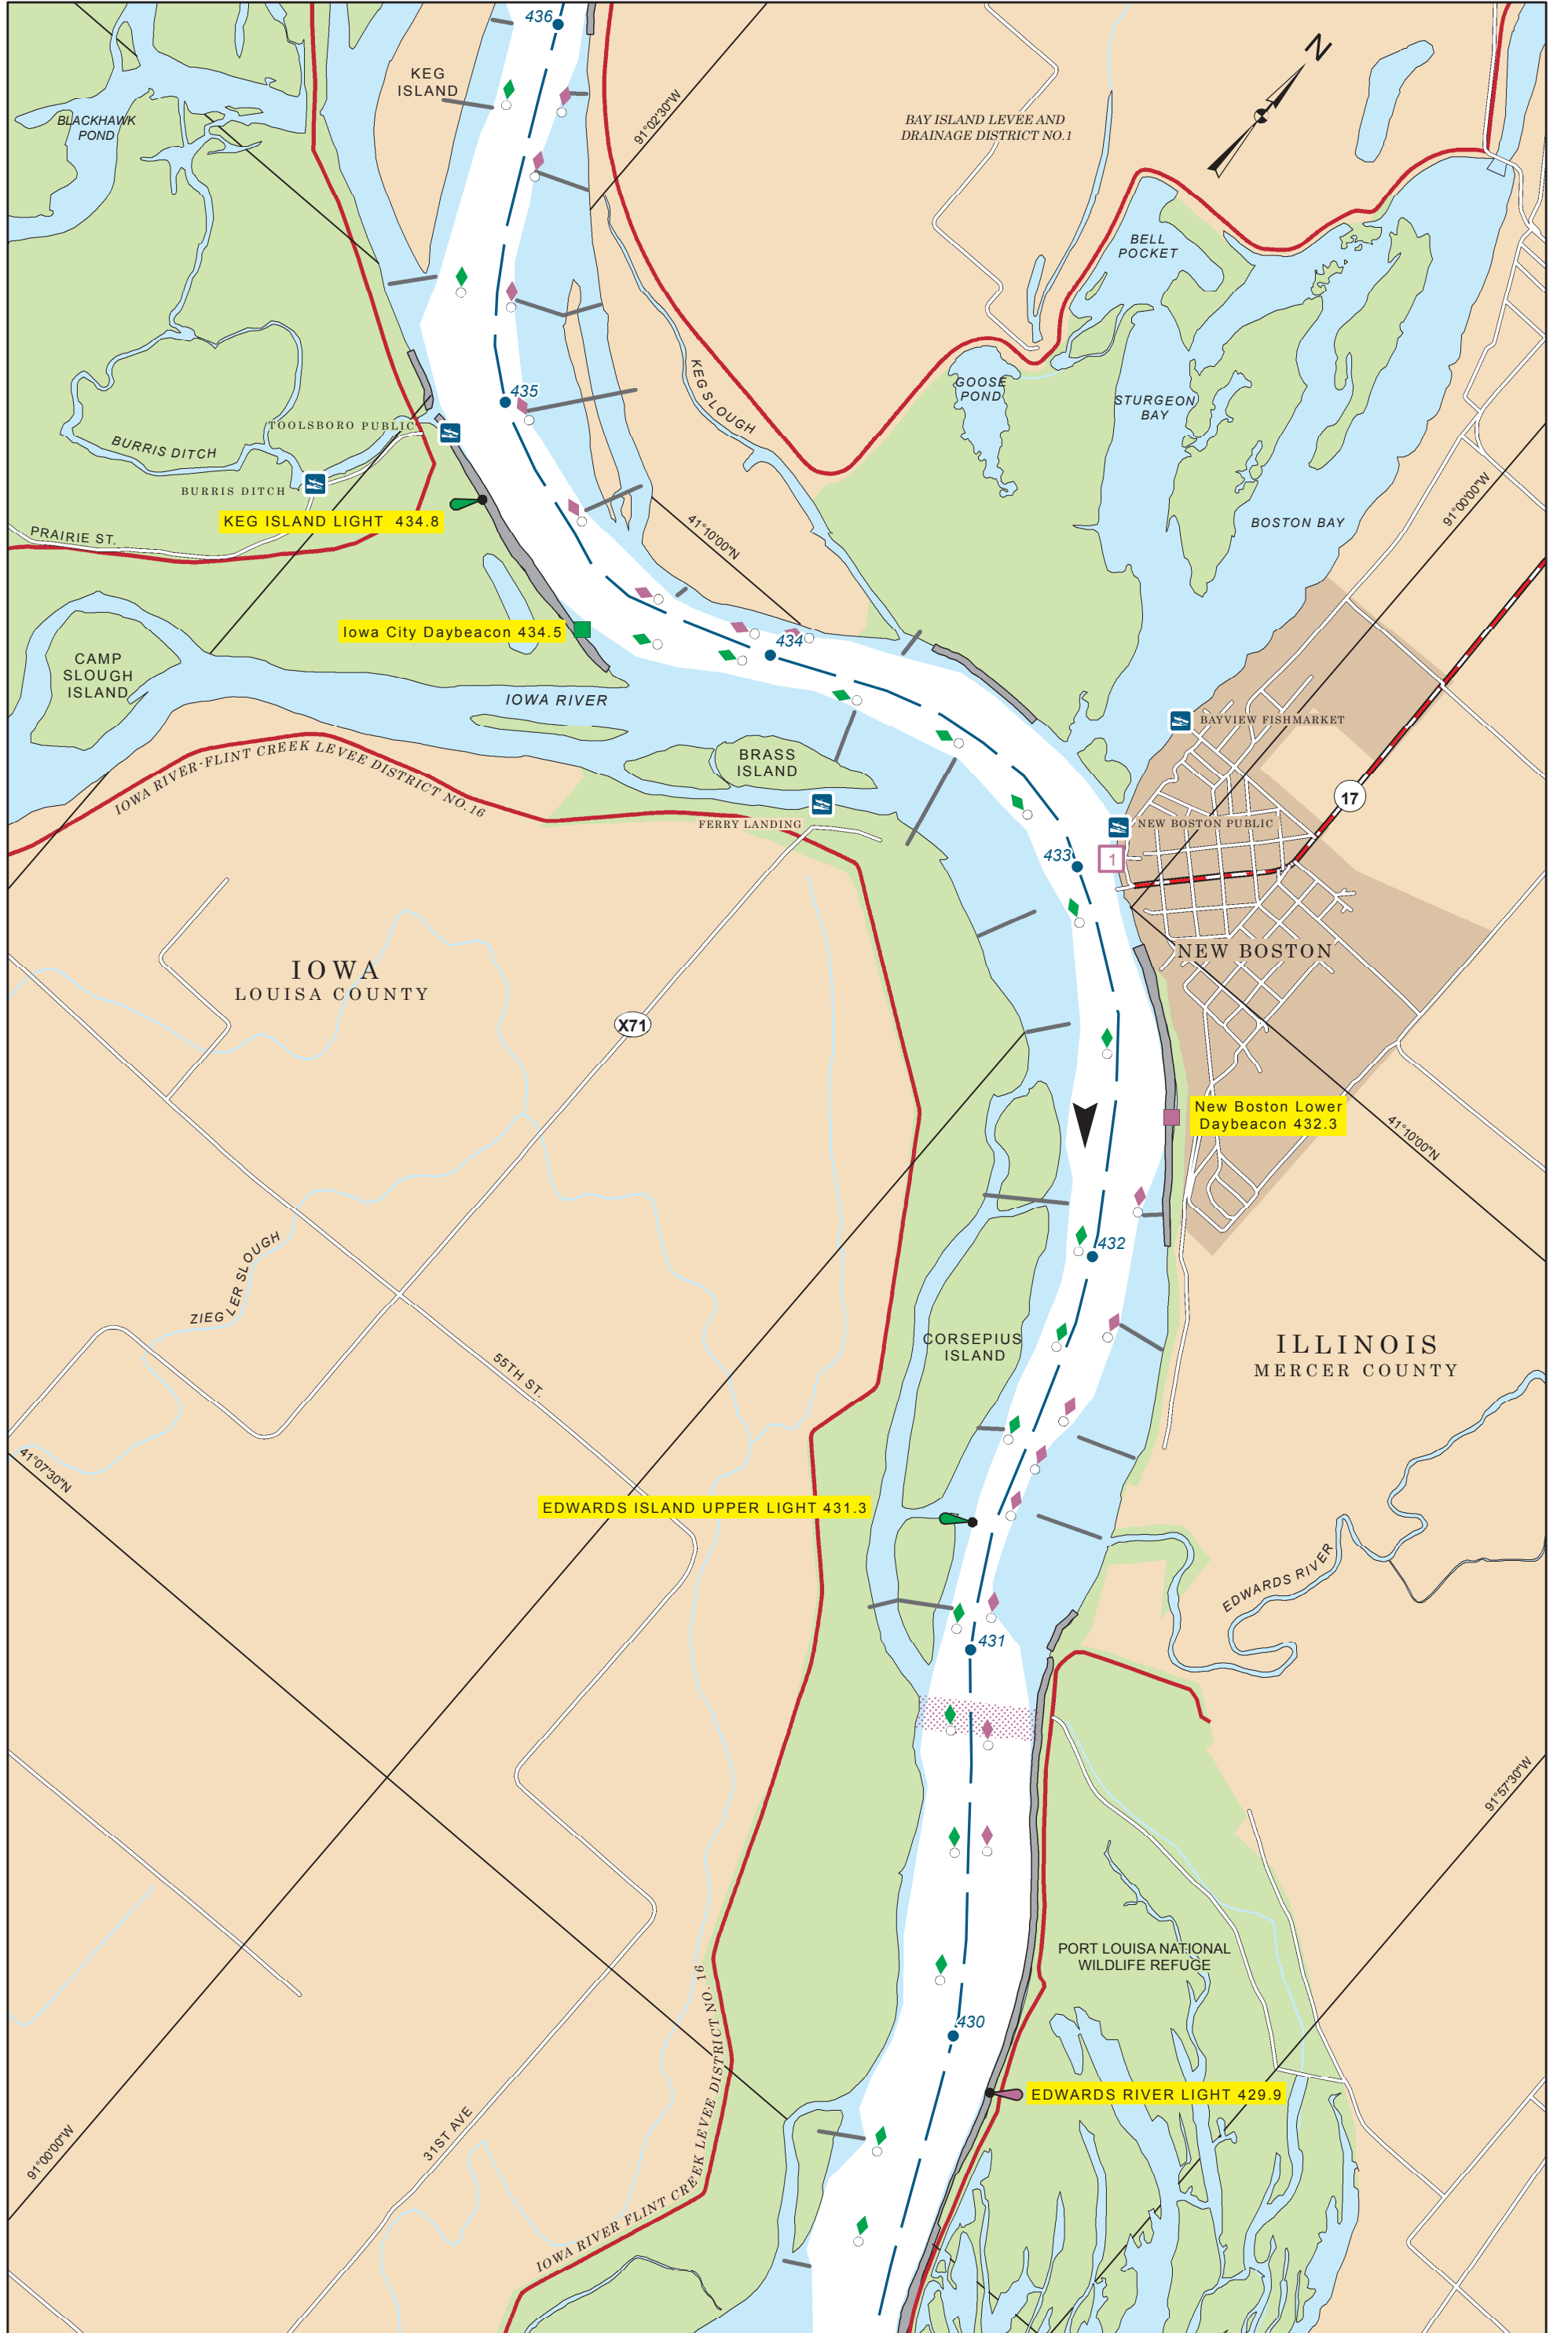 436
N
KEG
ISLAND
BLACKHAWK
POND
91°02'30"W
BAY ISLAND LEVEE AND
DRAINAGE DISTRICT NO.1
BELL
POCKET
435
KEG SLOUGH
GOOSE
POND
STURGEON
BAY
TOOLSBORO PUBLIC
BURRIS DITCH
BURRIS DITCH
KEG ISLAND LIGHT 434.8
PRAIRIE ST.
41°10'00"N
BOSTON BAY
91°00'00"W
Iowa City Daybeacon 434.5
434
CAMP
SLOUGH
ISLAND
IOWA RIVER
BAYVIEW FISHMARKET
BRASS
ISLAND
IOWA RIVER-FLINT CREEK LEVEE DISTRICT NO.16
17
FERRY LANDING
NEW BOSTON PUBLIC
433
1
NEW BOSTON
IOWA
LOUISA COUNTY
X71
New Boston Lower
Daybeacon 432.3
41°10'00"N
432
ZIEGLER SLOUGH
CORSEPIUS
ISLAND
ILLINOIS
MERCER COUNTY
55TH ST.
41°07'30"N
EDWARDS ISLAND UPPER LIGHT 431.3
EDWARDS RIVER
431
91°57'30"W
PORT LOUISA NATIONAL
WILDLIFE REFUGE
430
EDWARDS RIVER LIGHT 429.9
31ST AVE
91°00'00"W
IOWA RIVER FLINT CREEK LEVEE DISTRICT NO. 16